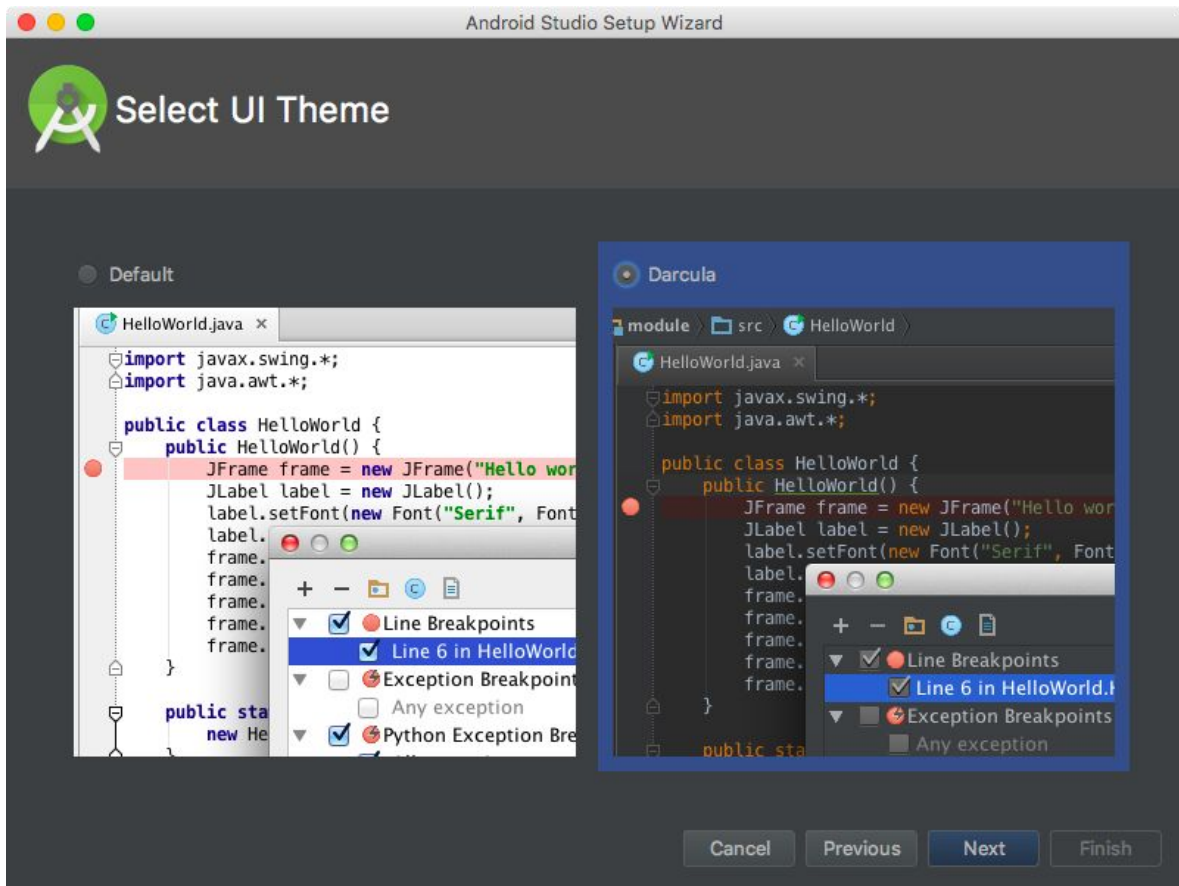 Android Studio Setup Wizard
Select UI Theme
Default
HelloWorld.java ×
import javax.swing.*;
import java.awt.*;
public class HelloWorld {
public HelloWorld() {
JFrame frame = new JFrame("Hello wor
JLabel label = new JLabel();
label.setFont(new Font("Serif", Font
label.
frame.
frame.
frame.
frame.
frame.
}
public sta
new He
}
Line Breakpoints
Line 6 in HelloWorld
Exception Breakpoint
Any exception
Python Exception Bre
Darcula
module src HelloWorld
HelloWorld.java ×
import javax.swing.*;
import java.awt.*;
public class HelloWorld {
public HelloWorld() {
JFrame frame = new JFrame("Hello wor
JLabel label = new JLabel();
label.setFont(new Font("Serif", Font
label.
frame.
frame.
frame.
frame.
frame.
}
public sta
Line Breakpoints
Line 6 in HelloWorld.H
Exception Breakpoints
Any exception
Cancel Previous Next Finish